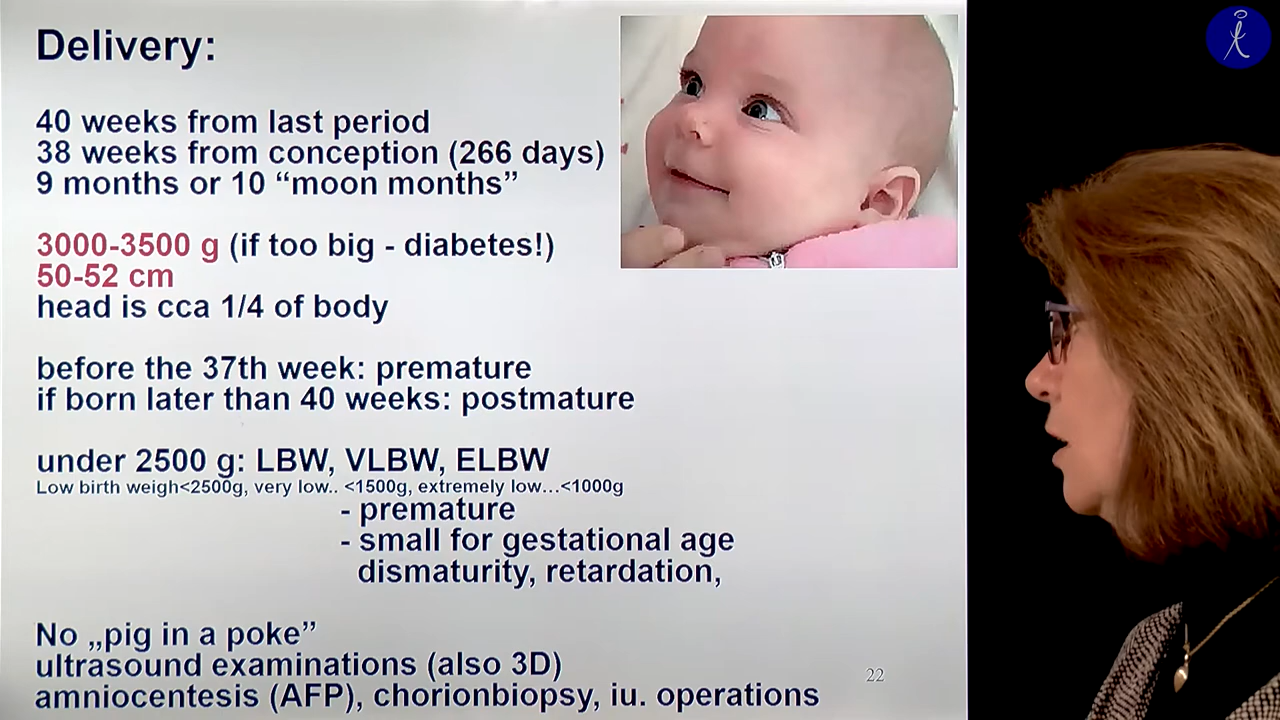 Delivery:
40 weeks from last period
38 weeks from conception (266 days)
9 months or 10 “moon months”
3000-3500 g (if too big - diabetes!)
50-52 cm
head is cca 1/4 of body
before the 37th week: premature
if born later than 40 weeks: postmature
under 2500 g: LBW, VLBW, ELBW
Low birth weigh<2500g, very low.. <1500g, extremely low…<1000g
- premature
- small for gestational age
dismaturity, retardation,
No „pig in a poke”
ultrasound examinations (also 3D)
amniocentesis (AFP), chorionbiopsy, iu. operations
22